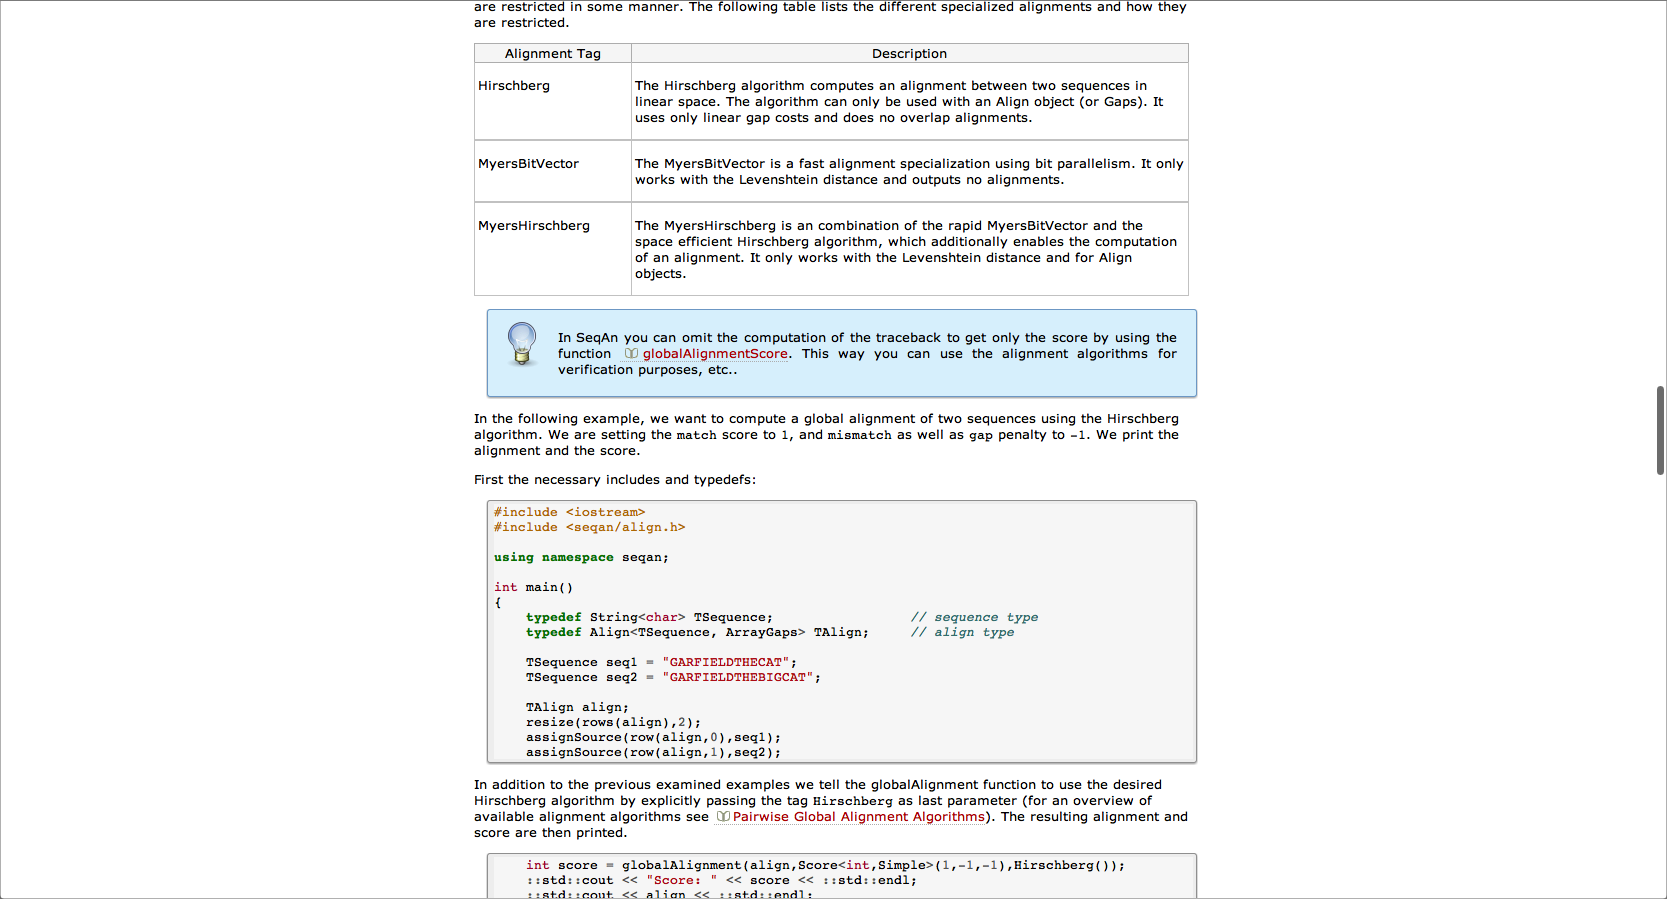 are restricted in some manner. The following table lists the different specialized alignments and how they
are restricted.
Alignment Tag Description
Hirschberg The Hirschberg algorithm computes an alignment between two sequences in
linear space. The algorithm can only be used with an Align object (or Gaps). It
uses only linear gap costs and does no overlap alignments.
MyersBitVector The MyersBitVector is a fast alignment specialization using bit parallelism. It only
works with the Levenshtein distance and outputs no alignments.
MyersHirschberg The MyersHirschberg is an combination of the rapid MyersBitVector and the
space efficient Hirschberg algorithm, which additionally enables the computation
of an alignment. It only works with the Levenshtein distance and for Align
objects.
In SeqAn you can omit the computation of the traceback to get only the score by using the
function globalAlignmentScore. This way you can use the alignment algorithms for
verification purposes, etc..
In the following example, we want to compute a global alignment of two sequences using the Hirschberg
algorithm. We are setting the match score to 1, and mismatch as well as gap penalty to -1. We print the
alignment and the score.
First the necessary includes and typedefs:
#include <iostream>
#include <seqan/align.h>
using namespace seqan;
int main()
{
typedef String<char> TSequence; // sequence type
typedef Align<TSequence, ArrayGaps> TAlign; // align type
TSequence seq1 = "GARFIELDTHECAT";
TSequence seq2 = "GARFIELDTHEBIGCAT";
TAlign align;
resize(rows(align),2);
assignSource(row(align,0),seq1);
assignSource(row(align,1),seq2);
In addition to the previous examined examples we tell the globalAlignment function to use the desired
Hirschberg algorithm by explicitly passing the tag Hirschberg as last parameter (for an overview of
available alignment algorithms see Pairwise Global Alignment Algorithms). The resulting alignment and
score are then printed.
int score = globalAlignment(align,Score<int,Simple>(1,-1,-1),Hirschberg());
::std::cout << "Score: " << score << ::std::endl;
::std::cout << align << ::std::endl;